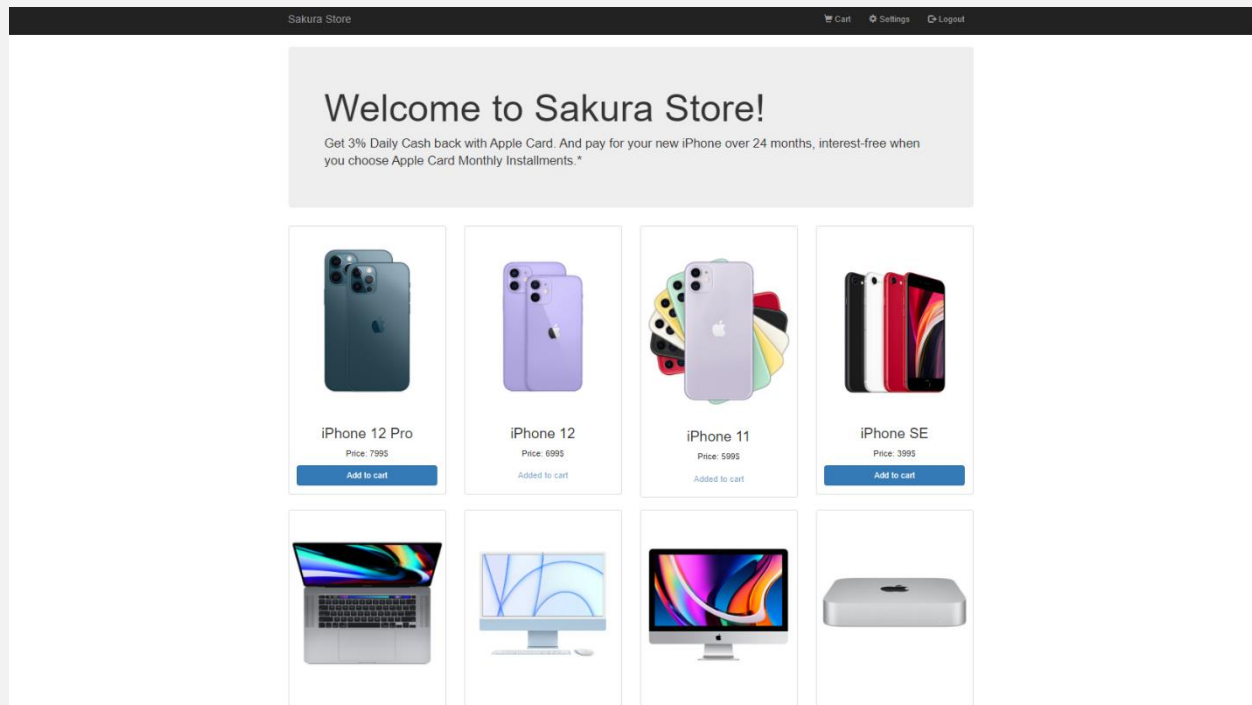 Sakura Store
Cart
Settings
Logout
Welcome to Sakura Store!
Get 3% Daily Cash back with Apple Card. And pay for your new iPhone over 24 months, interest-free when
you choose Apple Card Monthly Installments.*
iPhone 12 Pro
Price: 799$
Add to cart
iPhone 12
Price: 699$
Added to cart
iPhone 11
Price: 599$
Added to cart
iPhone SE
Price: 399$
Add to cart